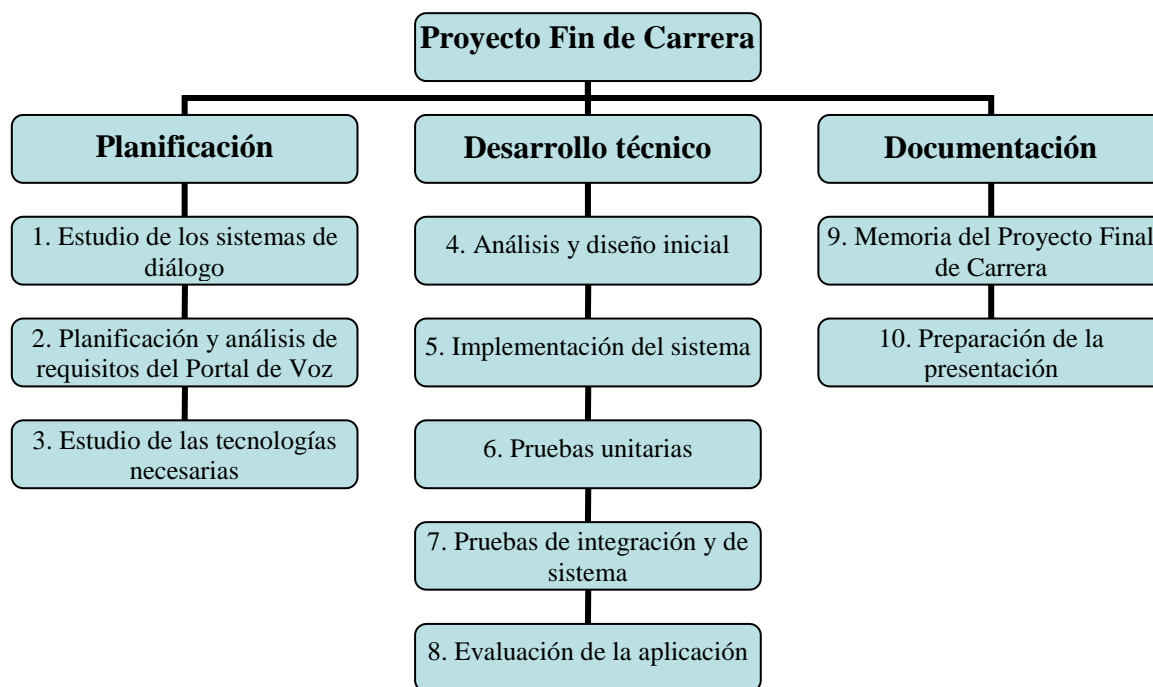 Proyecto Fin de Carrera
Planificación
1. Estudio de los sistemas de
diálogo
2. Planificación y análisis de
requisitos del Portal de Voz
3. Estudio de las tecnologías
necesarias
Desarrollo técnico
4. Análisis y diseño inicial
5. Implementación del sistema
6. Pruebas unitarias
7. Pruebas de integración y de
sistema
8. Evaluación de la aplicación
Documentación
9. Memoria del Proyecto Final
de Carrera
10. Preparación de la
presentación